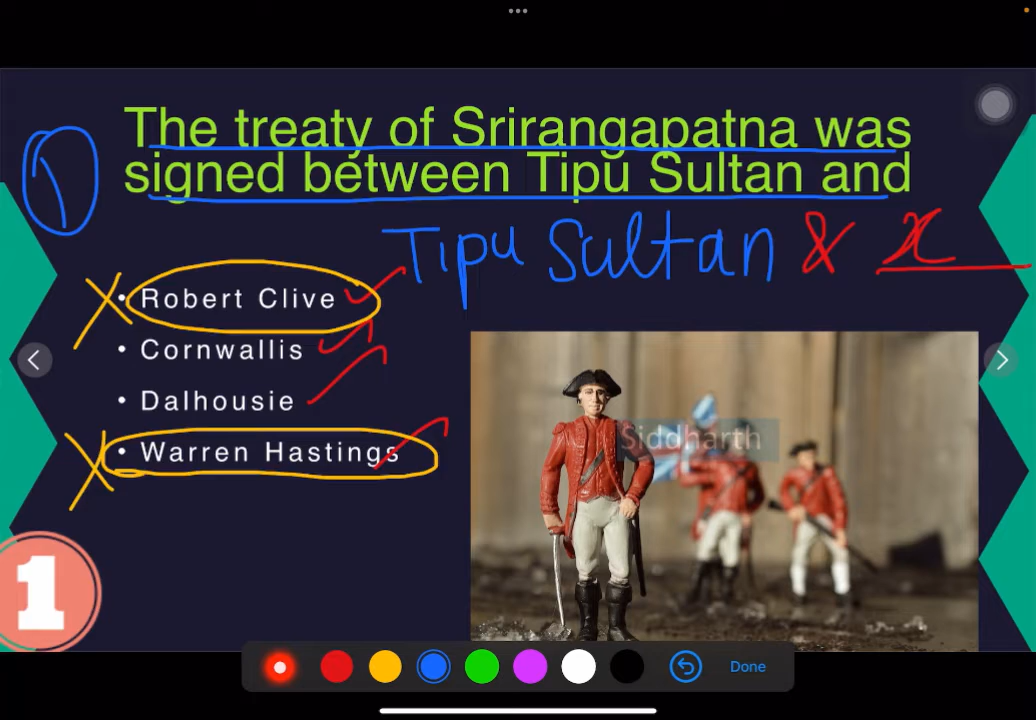 The treaty of Srirangapatna was
signed between Tipu Sultan and
Tipu Sultan & x
• Robert Clive
• Cornwallis
• Dalhousie
• Warren Hastings
Siddharth
1
1
Done